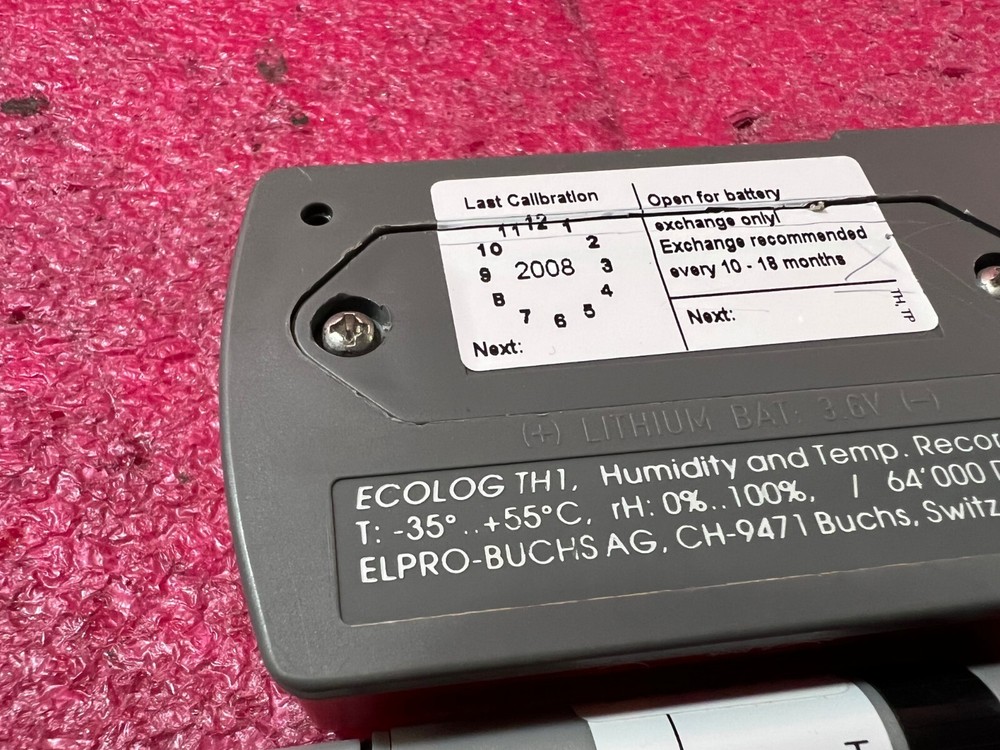 Last Calibration
11 12 1
10 2
9 2008 3
8 4
7 6 5
Next:
Open for battery
exchange only!
Exchange recommended
every 10 - 18 months
Next:
TH, TP
(+) LITHIUM BAT: 3.6V (−)
ECOLOG TH1, Humidity and Temp. Recor
T: -35°..+55°C, rH: 0%..100%, / 64'000
ELPRO-BUCHS AG, CH-9471 Buchs, Switz
T